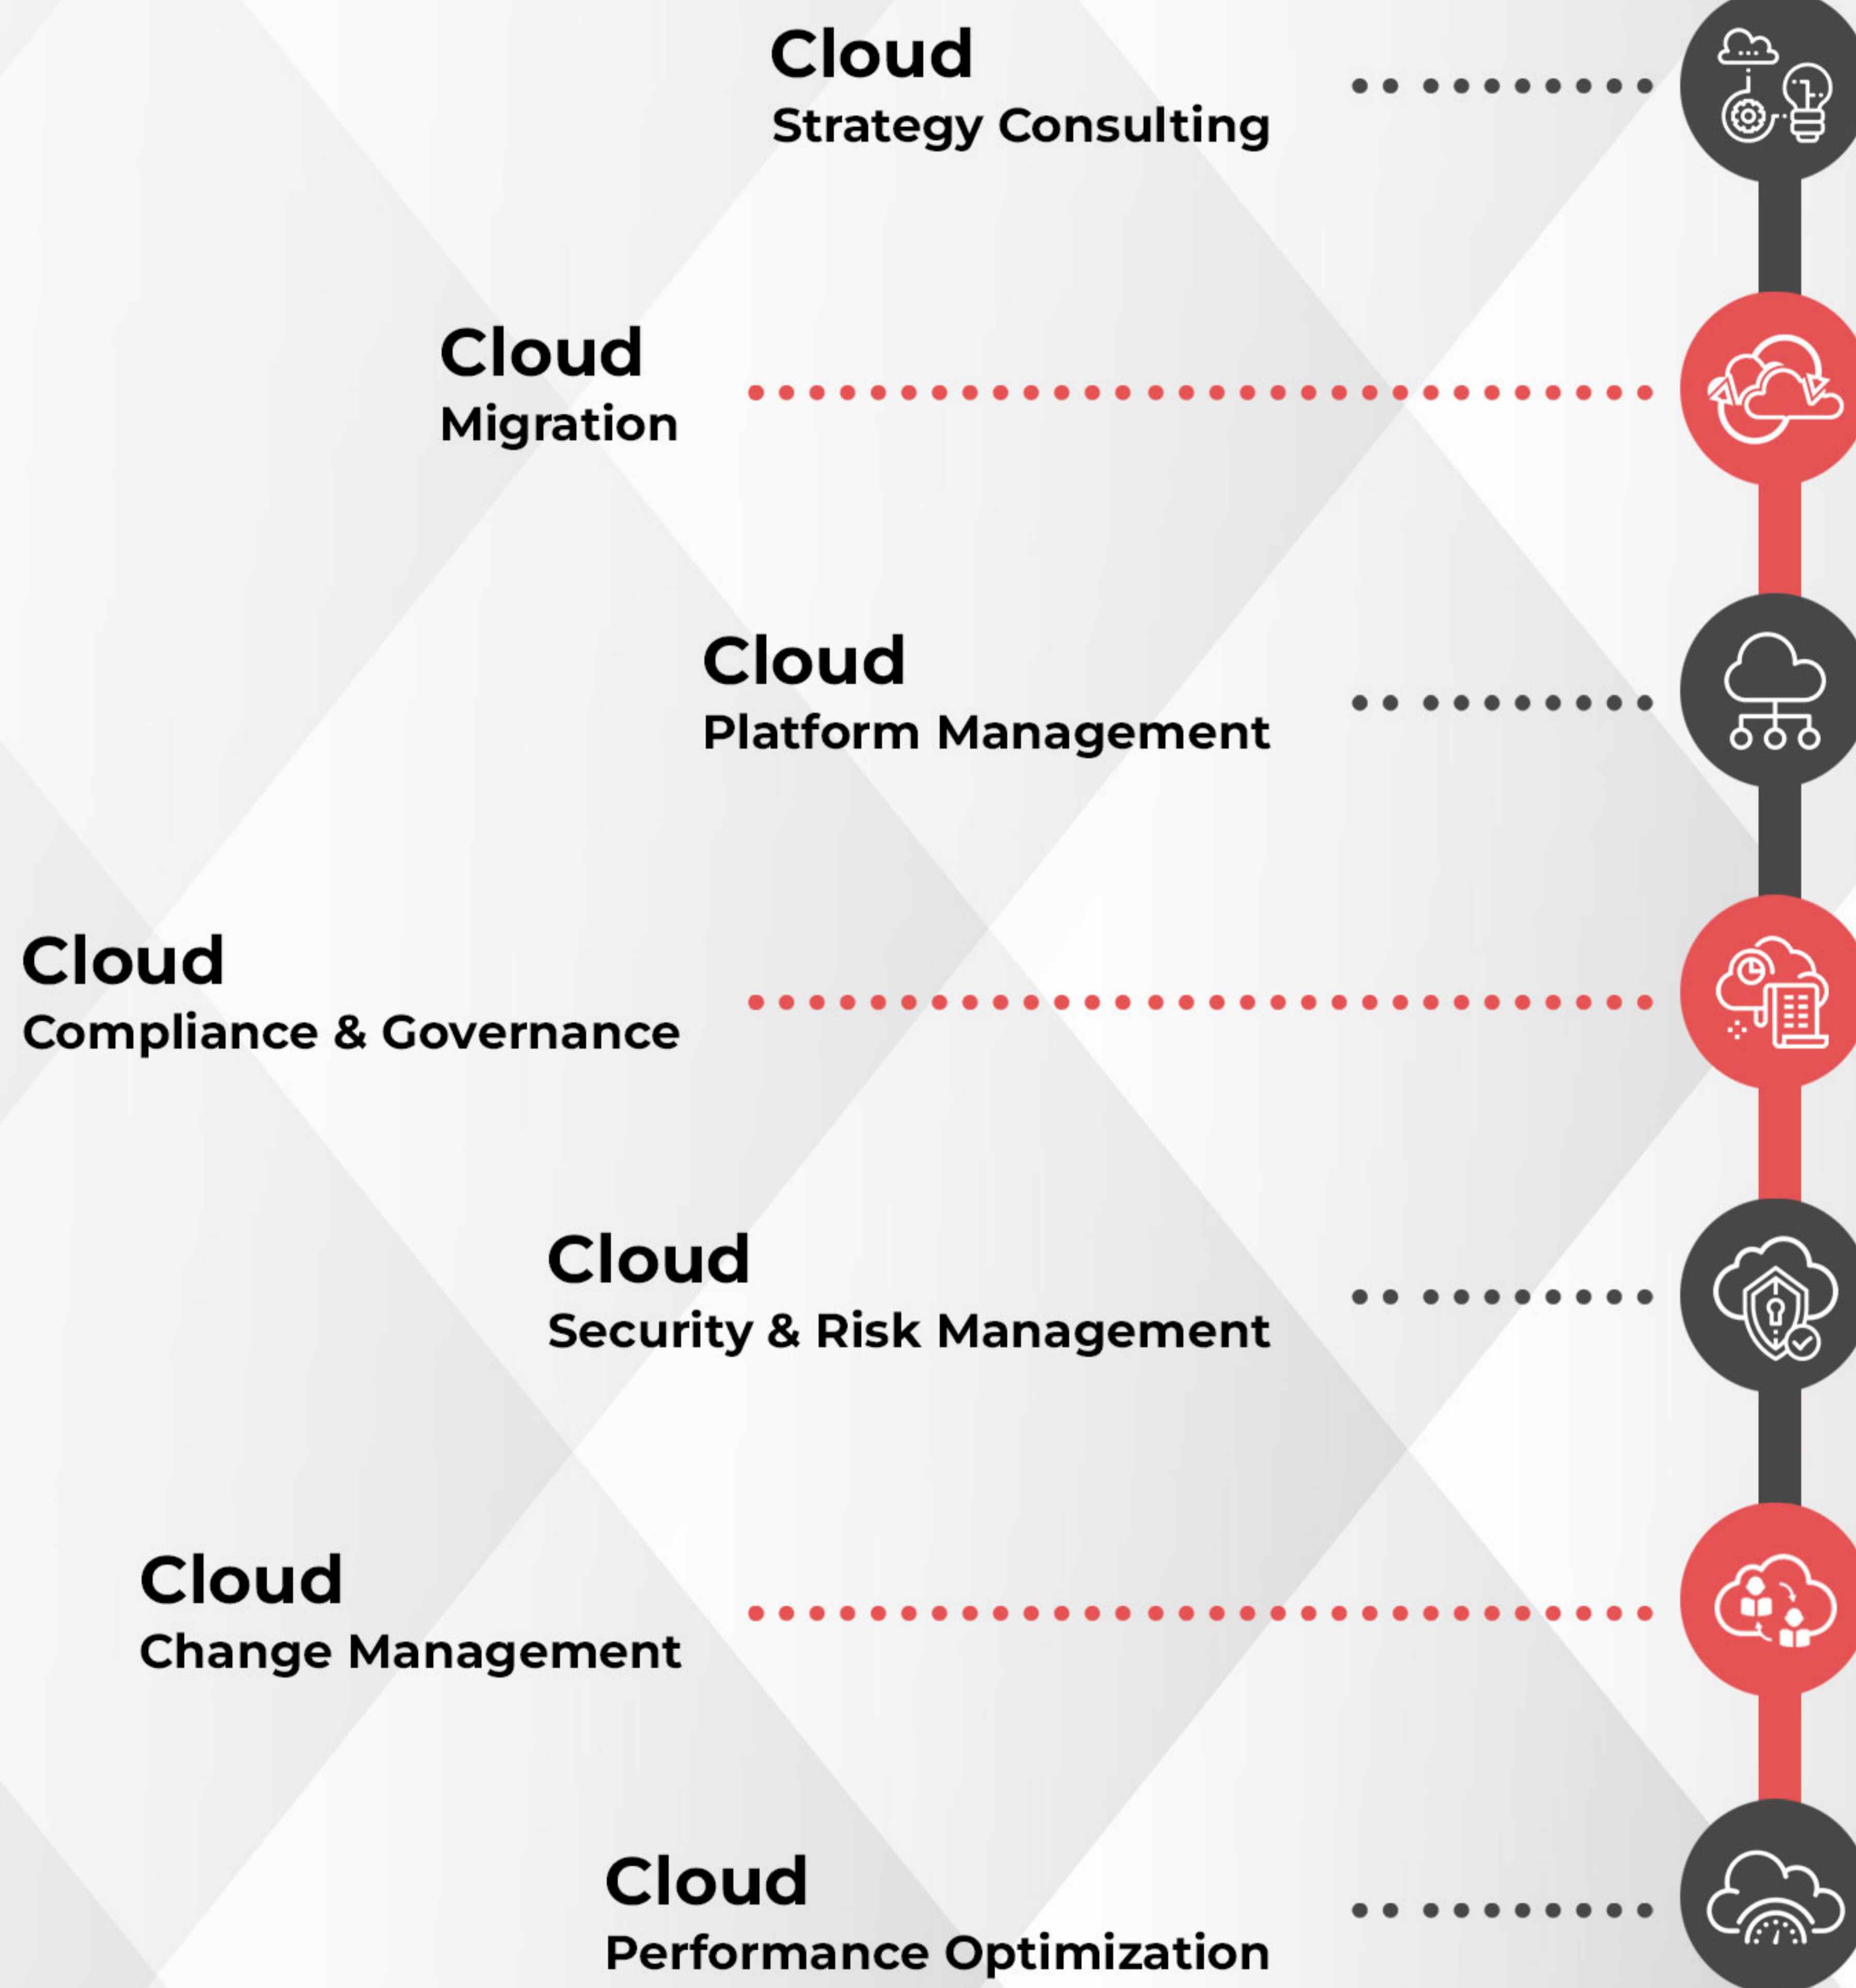 Cloud
Strategy Consulting
Cloud
Migration
Cloud
Platform Management
Cloud
Compliance & Governance
Cloud
Security & Risk Management
Cloud
Change Management
Cloud
Performance Optimization